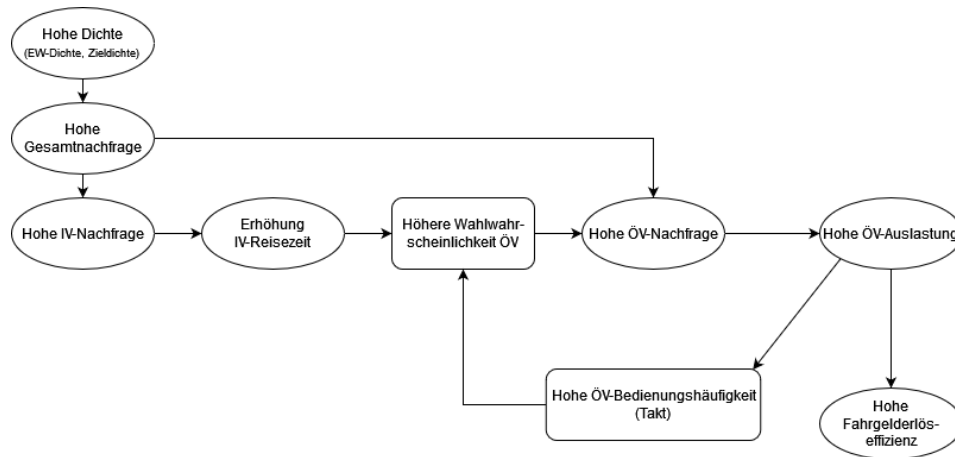 Hohe Dichte
(EW-Dichte, Zieldichte)
Hohe
Gesamtnachfrage
Hohe IV-Nachfrage
Erhöhung
IV-Reisezeit
Höhere Wahlwahr-
scheinlichkeit ÖV
Hohe ÖV-Nachfrage
Hohe ÖV-Auslastung
Hohe ÖV-Bedienungshäufigkeit
(Takt)
Hohe
Fahrgelderlös-
effizienz